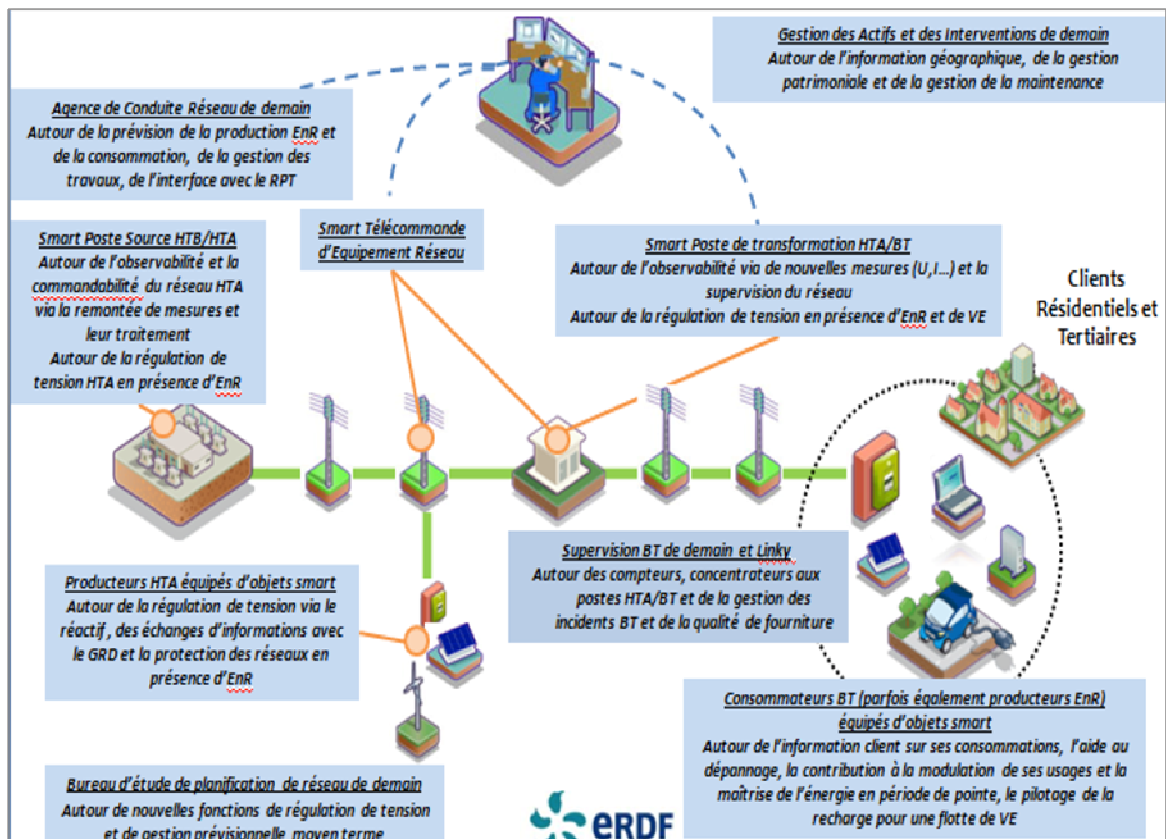 Gestion des Actifs et des Interventions de demain
Autour de l'information géographique, de la gestion
patrimoniale et de la gestion de la maintenance
Agence de Conduite Réseau de demain
Autour de la prévision de la production EnR et
de la consommation, de la gestion des
travaux, de l'interface avec le RPT
Smart Poste Source HTB/HTA
Autour de l'observabilité et la
commandabilité du réseau HTA
via la remontée de mesures et
leur traitement
Autour de la régulation de
tension HTA en présence d'EnR
Smart Télécommande
d'Equipement Réseau
Smart Poste de transformation HTA/BT
Autour de l'observabilité via de nouvelles mesures (U,I...) et la
supervision du réseau
Autour de la régulation de tension en présence d'EnR et de VE
Clients
Résidentiels et
Tertiaires
Supervision BT de demain et Linky
Autour des compteurs, concentrateurs aux
postes HTA/BT et de la gestion des
incidents BT et de la qualité de fourniture
Producteurs HTA équipés d'objets smart
Autour de la régulation de tension via le
réactif, des échanges d'informations avec
le GRD et la protection des réseaux en
présence d'EnR
Consommateurs BT (parfois également producteurs EnR)
équipés d'objets smart
Autour de l'information client sur ses consommations, l'aide au
dépannage, la contribution à la modulation de ses usages et la
maîtrise de l'énergie en période de pointe, le pilotage de la
recharge pour une flotte de VE
Bureau d'étude de planification de réseau de demain
Autour de nouvelles fonctions de régulation de tension
et de gestion prévisionnelle moyen terme
eRDF